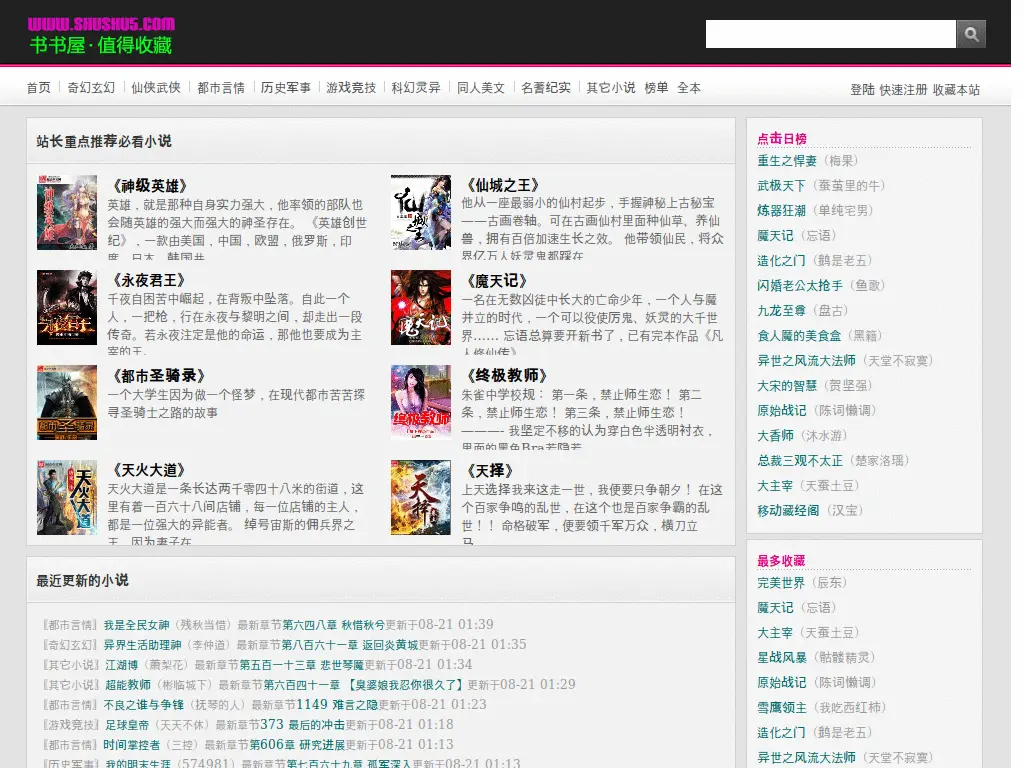 WWW.SHUSHU5.COM
书书屋·值得收藏
首页 奇幻玄幻 仙侠武侠 都市言情 历史军事 游戏竞技 科幻灵异 同人美文 名著纪实 其它小说 榜单 全本
登陆 快速注册 收藏本站
站长重点推荐必看小说
《神级英雄》
英雄，就是那种自身实力强大，他率领的部队也
会随英雄的强大而强大的神圣存在。 《英雄创世
纪》，一款由美国，中国，欧盟，俄罗斯，印
度，日本，韩国共
《仙城之王》
他从一座最弱小的仙村起步，手握神秘上古秘宝
——古画卷轴。可在古画仙村里面种仙草、养仙
兽，拥有百倍加速生长之效。 他带领仙民，将众
界亿万人妖灵鬼都踩在
《永夜君王》
千夜自困苦中崛起，在背叛中坠落。自此一个
人，一把枪，行在永夜与黎明之间，却走出一段
传奇。若永夜注定是他的命运，那他也要成为主
宰的王。
《魔天记》
一名在无数凶徒中长大的亡命少年，一个人与魔
并立的时代，一个可以役使厉鬼、妖灵的大千世
界…… 忘语总算要开新书了，已有完本作品《凡
人修仙传》
《都市圣骑录》
一个大学生因为做一个怪梦，在现代都市苦苦探
寻圣骑士之路的故事
《终极教师》
朱雀中学校规： 第一条，禁止师生恋！ 第二
条，禁止师生恋！ 第三条，禁止师生恋！
————- 我坚定不移的认为穿白色半透明衬衣，
里面的黑色Bra若隐若
《天火大道》
天火大道是一条长达两千零四十八米的街道，这
里有着一百六十八间店铺，每一位店铺的主人，
都是一位强大的异能者。 绰号宙斯的佣兵界之
王，因为妻子在
《天择》
上天选择我来这走一世，我便要只争朝夕！ 在这
个百家争鸣的乱世，在这个也是百家争霸的乱
世！！ 命格破军，便要领千军万众，横刀立
马
最近更新的小说
〖都市言情〗我是全民女神（残秋当惜）最新章节第六四八章 秋惜秋兮更新于08-21 01:39
〖奇幻玄幻〗异界生活助理神（李仲道）最新章节第八百六十一章 返回炎黄城更新于08-21 01:35
〖其它小说〗江湖博（萧梨花）最新章节第五百一十三章 悲世琴魔更新于08-21 01:34
〖其它小说〗超能教师（彬临城下）最新章节第六百四十一章 【臭婆娘我忍你很久了】更新于08-21 01:29
〖都市言情〗不良之谁与争锋（抚琴的人）最新章节1149 难言之隐更新于08-21 01:23
〖游戏竞技〗足球皇帝（天天不休）最新章节373 最后的冲击更新于08-21 01:18
〖都市言情〗时间掌控者（三控）最新章节第606章 研究进展更新于08-21 01:13
〖历史军事〗我的明末生涯（574981）最新章节第七百六十九章 孤军深入更新于08-21 01:13
点击日榜
重生之悍妻（梅果）
武极天下（蚕茧里的牛）
炼器狂潮（单纯宅男）
魔天记（忘语）
造化之门（鹅是老五）
闪婚老公太抢手（鱼歌）
九龙至尊（盘古）
食人魔的美食盒（黑籍）
异世之风流大法师（天堂不寂寞）
大宋的智慧（贺坚强）
原始战记（陈词懒调）
大香师（沐水游）
总裁三观不太正（楚家洛瑶）
大主宰（天蚕土豆）
移动藏经阁（汉宝）
最多收藏
完美世界（辰东）
魔天记（忘语）
大主宰（天蚕土豆）
星战风暴（骷髅精灵）
原始战记（陈词懒调）
雪鹰领主（我吃西红柿）
造化之门（鹅是老五）
异世之风流大法师（天堂不寂寞）